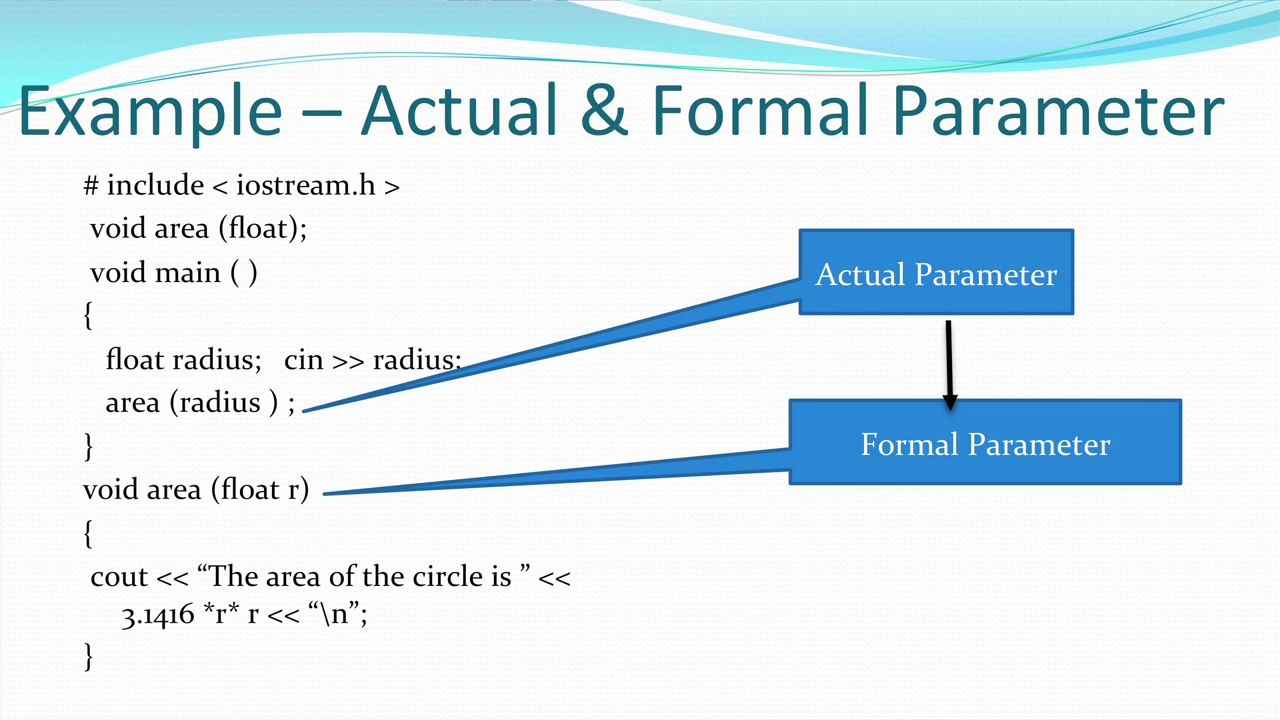 Example – Actual & Formal Parameter
# include < iostream.h >
void area (float);
void main ( )
{
float radius;   cin >> radius;
area (radius ) ;
}
void area (float r)
{
cout << “The area of the circle is ” <<
3.1416 *r* r << “\n”;
}
Actual Parameter
Formal Parameter